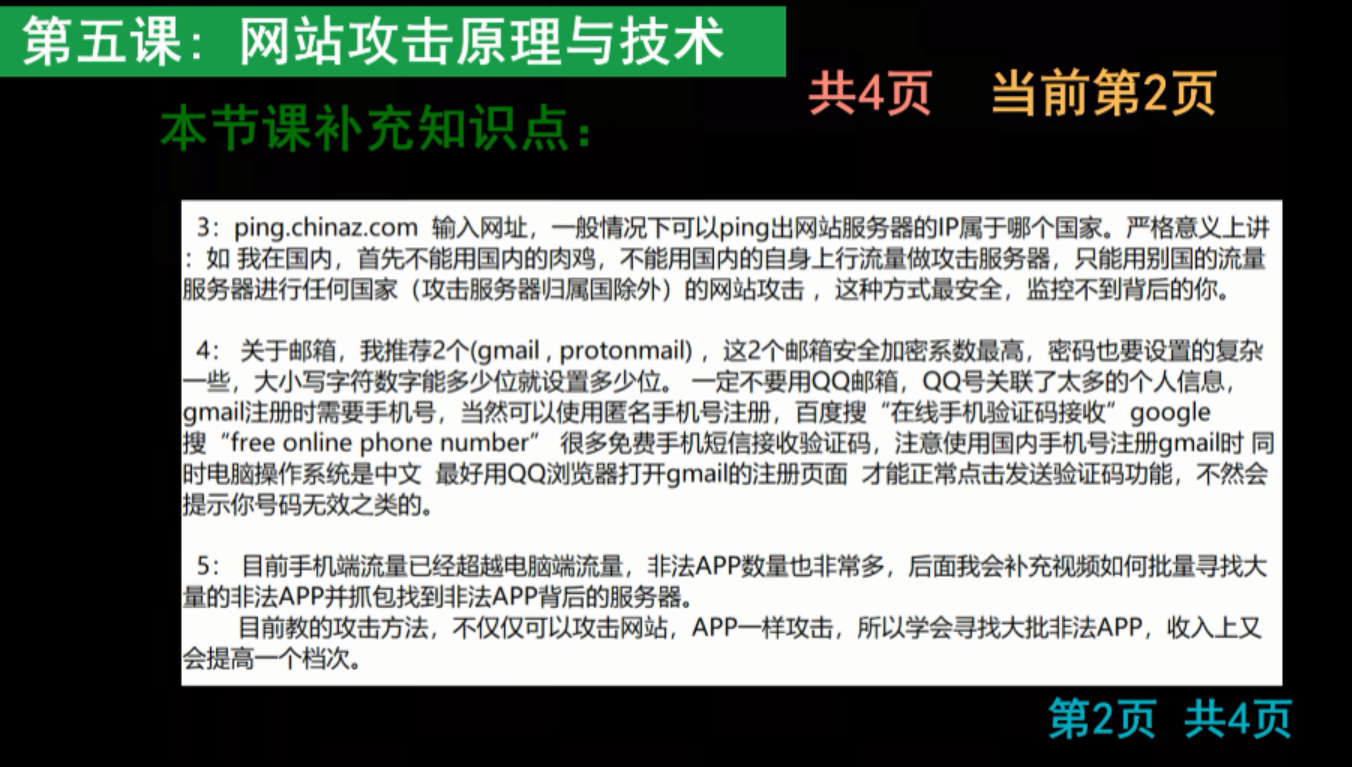 第五课：网站攻击原理与技术
共4页 当前第2页
本节课补充知识点：
3：ping.chinaz.com 输入网址，一般情况下可以ping出网站服务器的IP属于哪个国家。严格意义上讲
：如 我在国内，首先不能用国内的肉鸡，不能用国内的自身上行流量做攻击服务器，只能用别国的流量
服务器进行任何国家（攻击服务器归属国除外）的网站攻击 ，这种方式最安全，监控不到背后的你。
4： 关于邮箱，我推荐2个(gmail , protonmail) ，这2个邮箱安全加密系数最高，密码也要设置的复杂
一些，大小写字符数字能多少位就设置多少位。 一定不要用QQ邮箱，QQ号关联了太多的个人信息，
gmail注册时需要手机号，当然可以使用匿名手机号注册，百度搜“在线手机验证码接收”google
搜“free online phone number” 很多免费手机短信接收验证码，注意使用国内手机号注册gmail时 同
时电脑操作系统是中文 最好用QQ浏览器打开gmail的注册页面 才能正常点击发送验证码功能，不然会
提示你号码无效之类的。
5： 目前手机端流量已经超越电脑端流量，非法APP数量也非常多，后面我会补充视频如何批量寻找大
量的非法APP并抓包找到非法APP背后的服务器。
目前教的攻击方法，不仅仅可以攻击网站，APP一样攻击，所以学会寻找大批非法APP，收入上又
会提高一个档次。
第2页 共4页